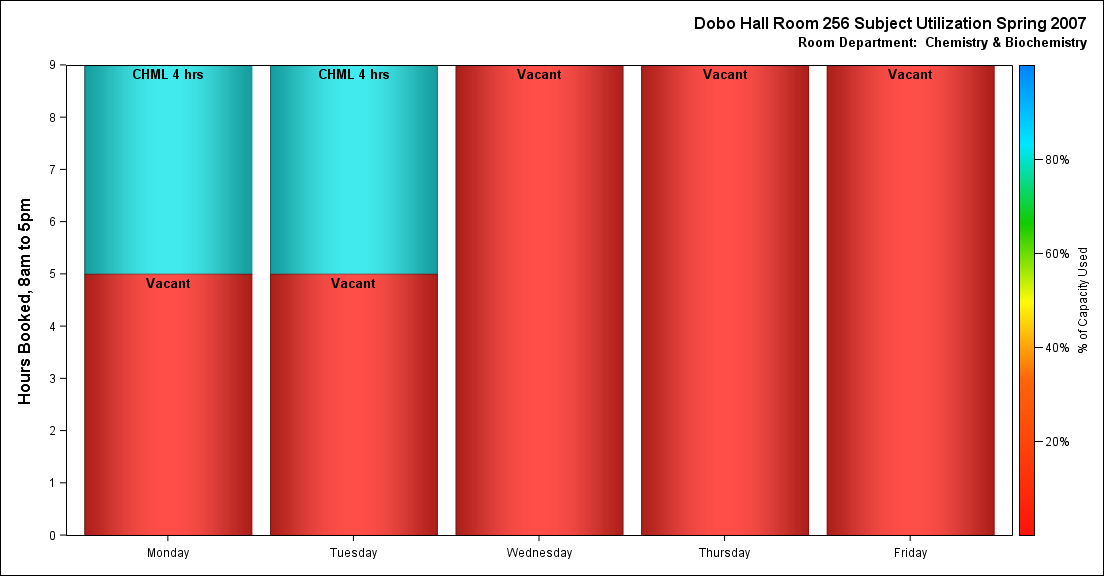 Dobo Hall Room 256 Subject Utilization Spring 2007
Room Department: Chemistry & Biochemistry
Hours Booked, 8am to 5pm
9
8
7
6
5
4
3
2
1
0
CHML 4 hrs
CHML 4 hrs
Vacant
Vacant
Vacant
Vacant
Vacant
Monday
Tuesday
Wednesday
Thursday
Friday
80%
60%
40%
20%
% of Capacity Used